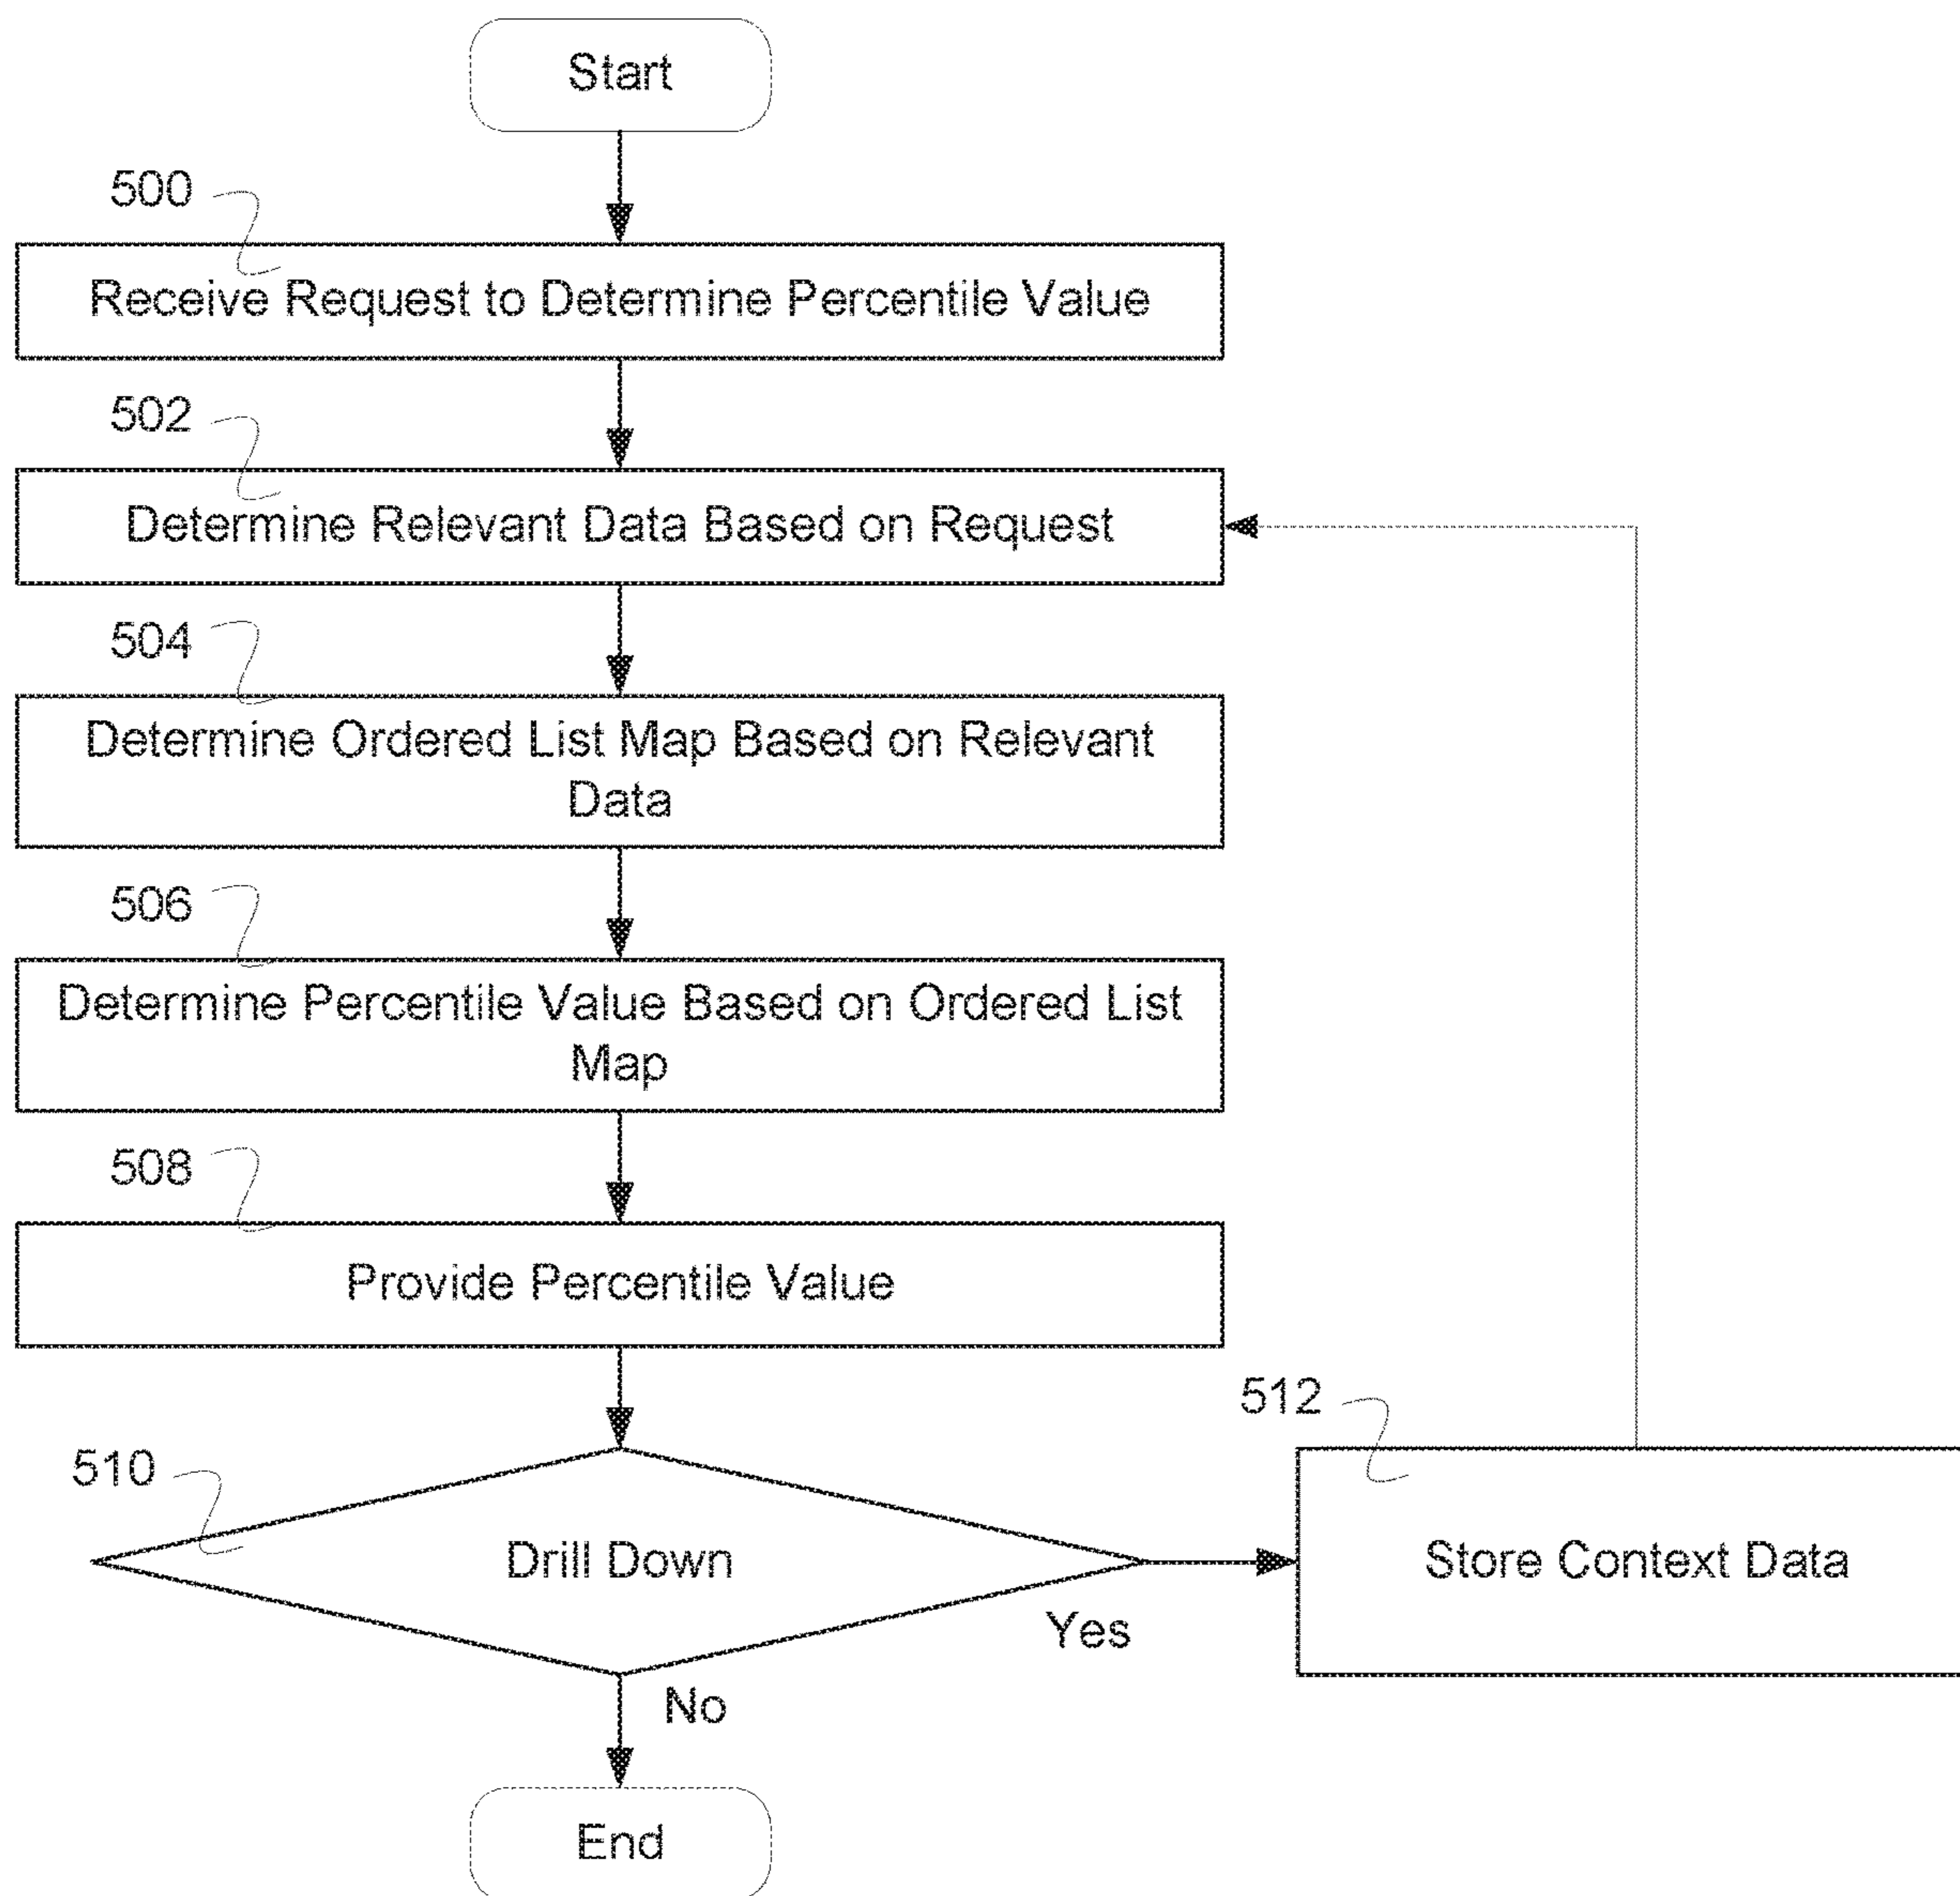 Start
500
Receive Request to Determine Percentile Value
502
Determine Relevant Data Based on Request
504
Determine Ordered List Map Based on Relevant
Data
506
Determine Percentile Value Based on Ordered List
Map
508
Provide Percentile Value
510
Drill Down
Yes
512
Store Context Data
No
End